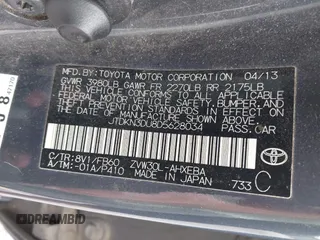 MFD.BY:TOYOTA MOTOR CORPORATION 04/13
GVWR 3980LB GAWR FR 2270LB RR 2175LB
THIS VEHICLE CONFORMS TO ALL APPLICABLE
FEDERAL MOTOR VEHICLE SAFETY, BUMPER, AND
THEFT PREVENTION STANDARDS IN EFFECT ON
THE DATE OF MANUFACTURE SHOWN ABOVE.
JTDKN3DU8D5628034 PASS. CAR
C/TR:8V1/FB60 ZVW30L-AHXEBA
A/TM:-01A/P410 MADE IN JAPAN 733 C
TOYOTA